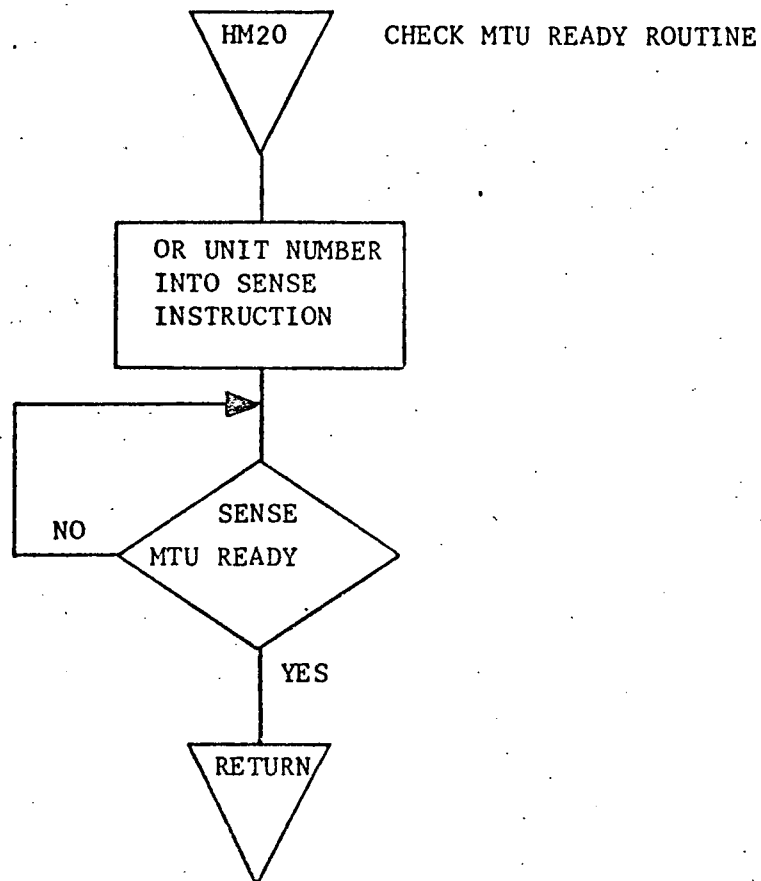 HM20
CHECK MTU READY ROUTINE
OR UNIT NUMBER
INTO SENSE
INSTRUCTION
SENSE
MTU READY
NO
YES
RETURN